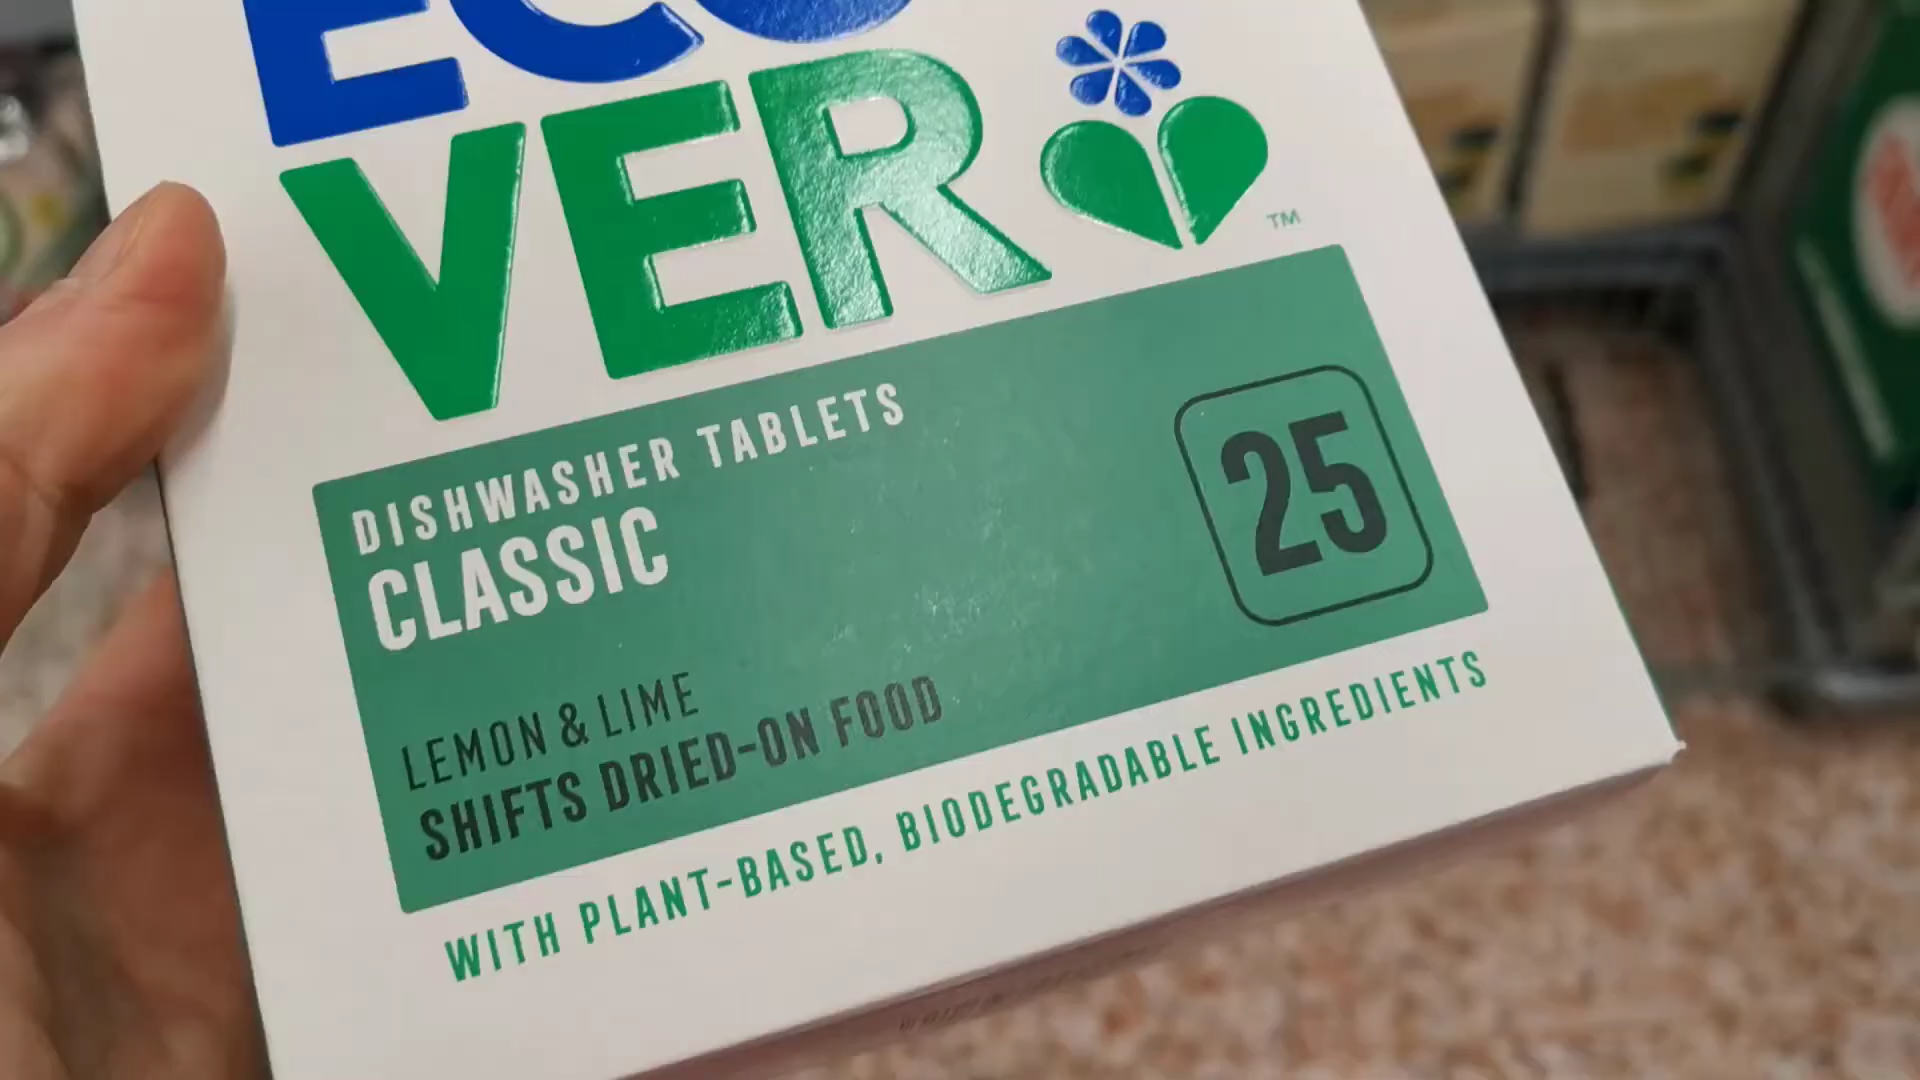 ECO
VER
TM
DISHWASHER TABLETS
CLASSIC
25
LEMON & LIME
SHIFTS DRIED-ON FOOD
WITH PLANT-BASED, BIODEGRADABLE INGREDIENTS